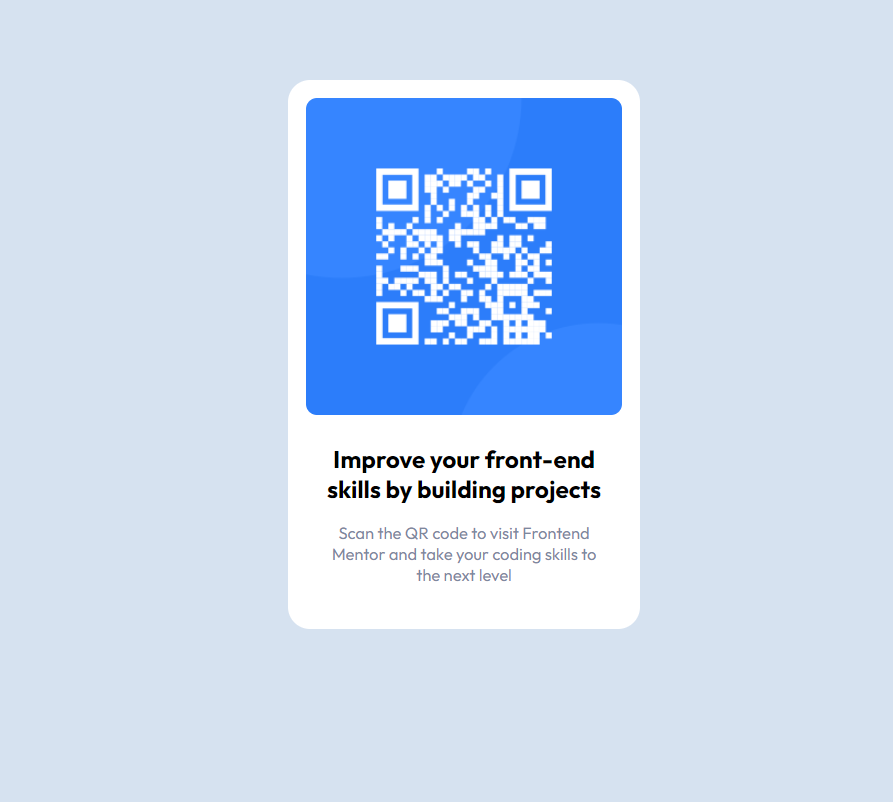 Improve your front-end
skills by building projects
Scan the QR code to visit Frontend
Mentor and take your coding skills to
the next level